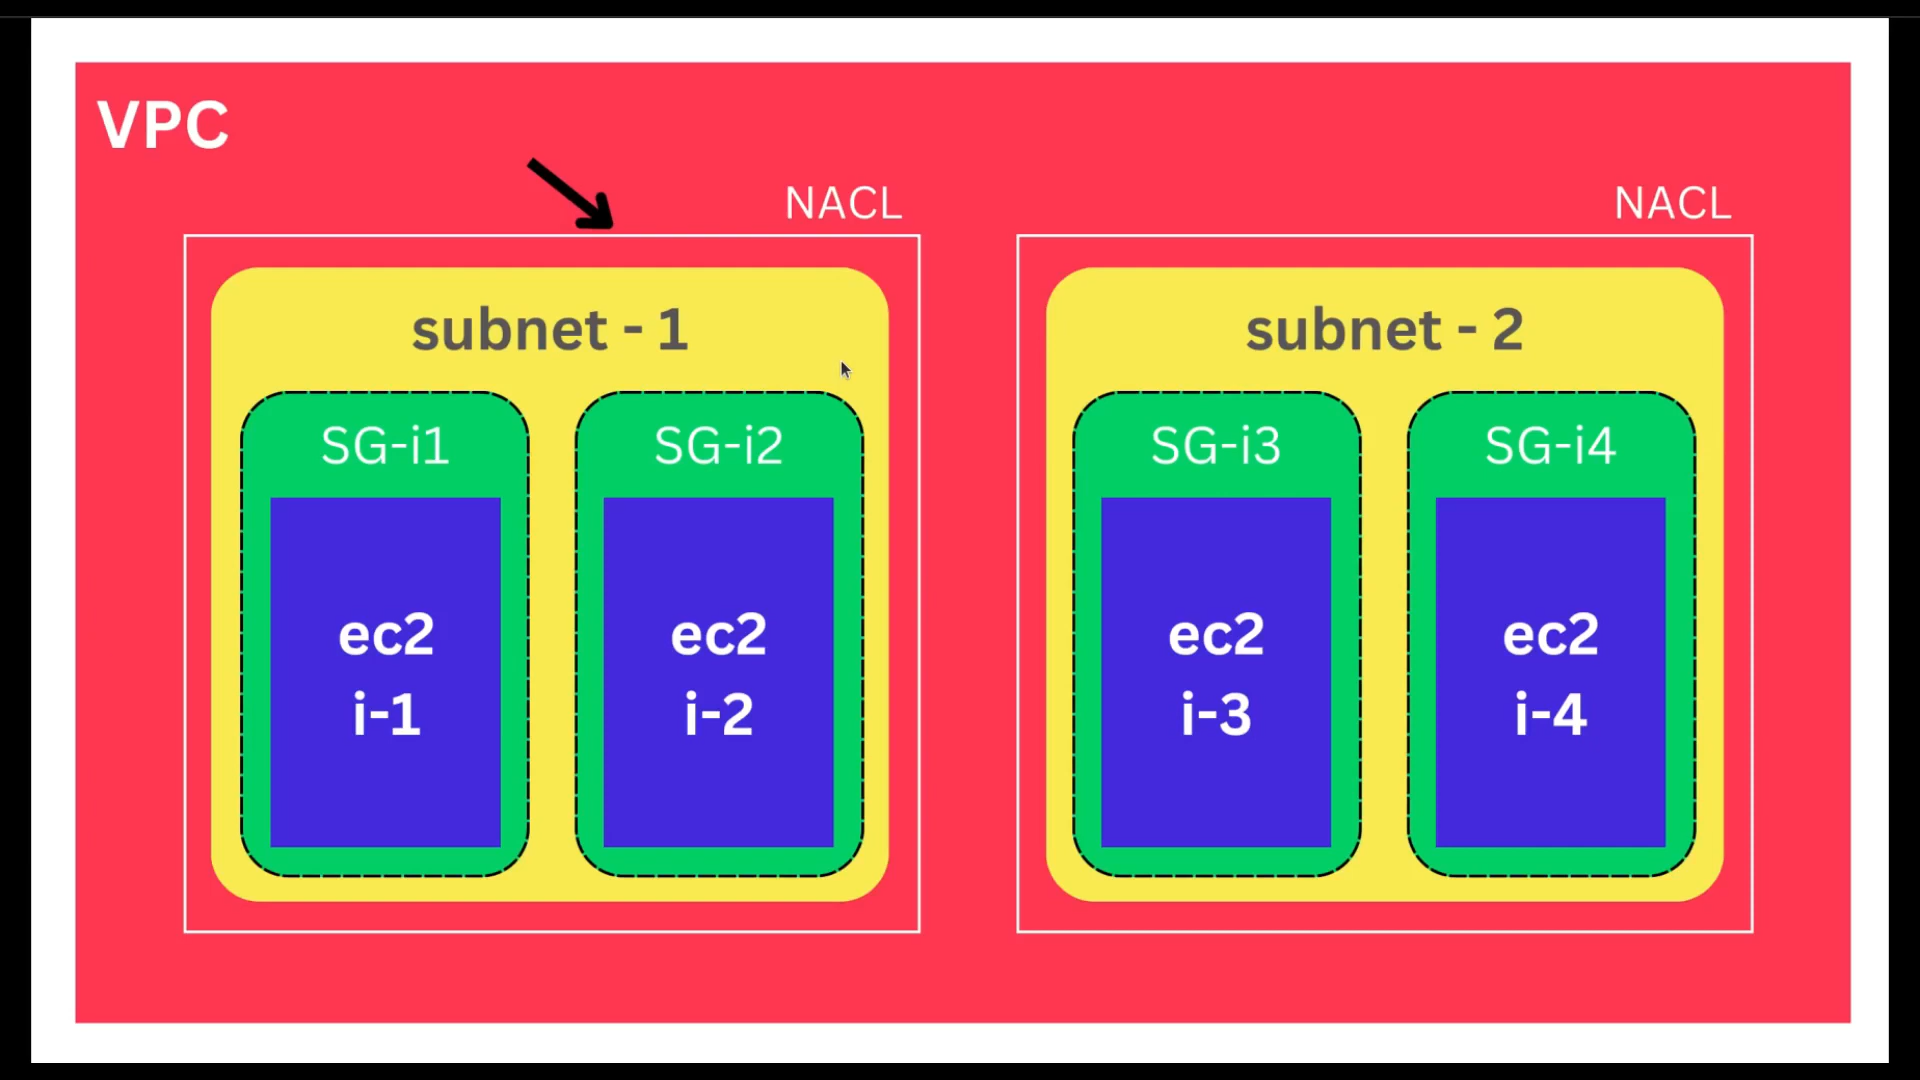 VPC
NACL
NACL
subnet - 1
subnet - 2
SG-i1
SG-i2
SG-i3
SG-i4
ec2
i-1
ec2
i-2
ec2
i-3
ec2
i-4